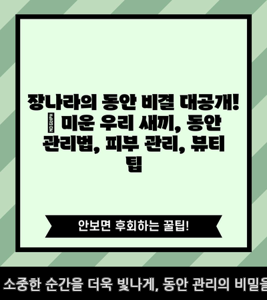 장나라의 동안 비결 대공개!
| 미운 우리 새끼, 동안
관리법, 피부 관리, 뷰티
팁
안보면 후회하는 꿀팁!
소중한 순간을 더욱 빛나게, 동안 관리의 비밀을